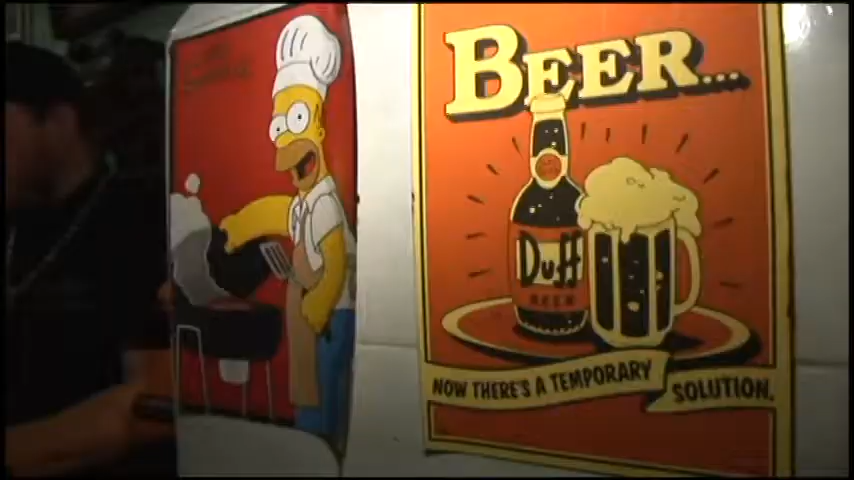 BEER...
Duff
BEER
NOW THERE'S A TEMPORARY
SOLUTION.